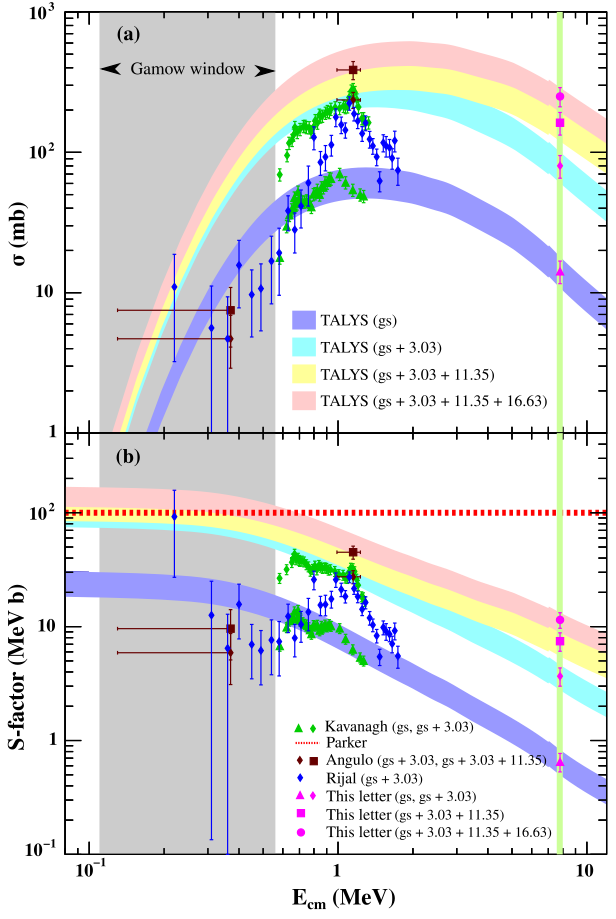 10³
(a)
Gamow window
10²
σ (mb)
10
TALYS (gs)
TALYS (gs + 3.03)
TALYS (gs + 3.03 + 11.35)
TALYS (gs + 3.03 + 11.35 + 16.63)
1
(b)
10²
S-factor (MeV b)
10
1
Kavanagh (gs, gs + 3.03)
Parker
Angulo (gs + 3.03, gs + 3.03 + 11.35)
Rijal (gs + 3.03)
This letter (gs, gs + 3.03)
This letter (gs + 3.03 + 11.35)
This letter (gs + 3.03 + 11.35 + 16.63)
10⁻¹
10⁻¹ 1 10
E_cm (MeV)